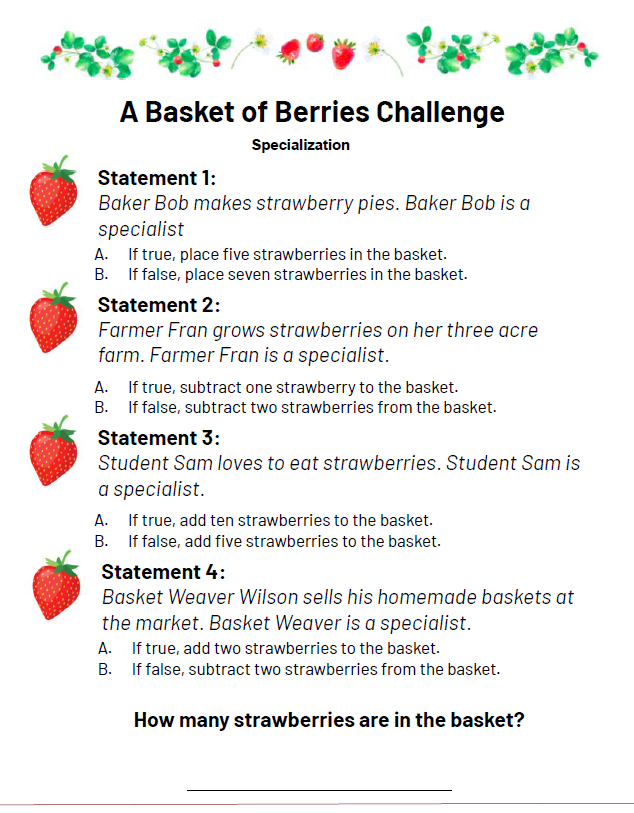 A Basket of Berries Challenge
Specialization
Statement 1:
Baker Bob makes strawberry pies. Baker Bob is a
specialist
A. If true, place five strawberries in the basket.
B. If false, place seven strawberries in the basket.
Statement 2:
Farmer Fran grows strawberries on her three acre
farm. Farmer Fran is a specialist.
A. If true, subtract one strawberry to the basket.
B. If false, subtract two strawberries from the basket.
Statement 3:
Student Sam loves to eat strawberries. Student Sam is
a specialist.
A. If true, add ten strawberries to the basket.
B. If false, add five strawberries to the basket.
Statement 4:
Basket Weaver Wilson sells his homemade baskets at
the market. Basket Weaver is a specialist.
A. If true, add two strawberries to the basket.
B. If false, subtract two strawberries from the basket.
How many strawberries are in the basket?